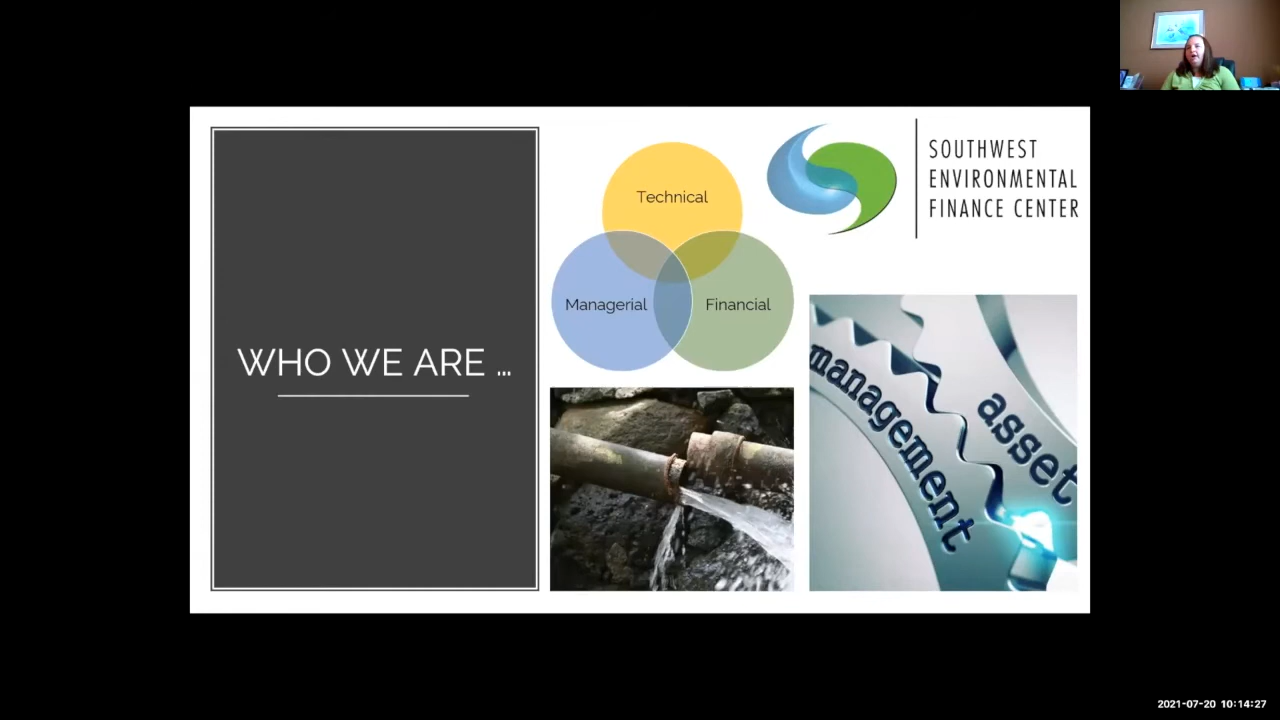 WHO WE ARE …
Technical
Managerial
Financial
SOUTHWEST
ENVIRONMENTAL
FINANCE CENTER
management
asset
2021-07-20 10:14:27